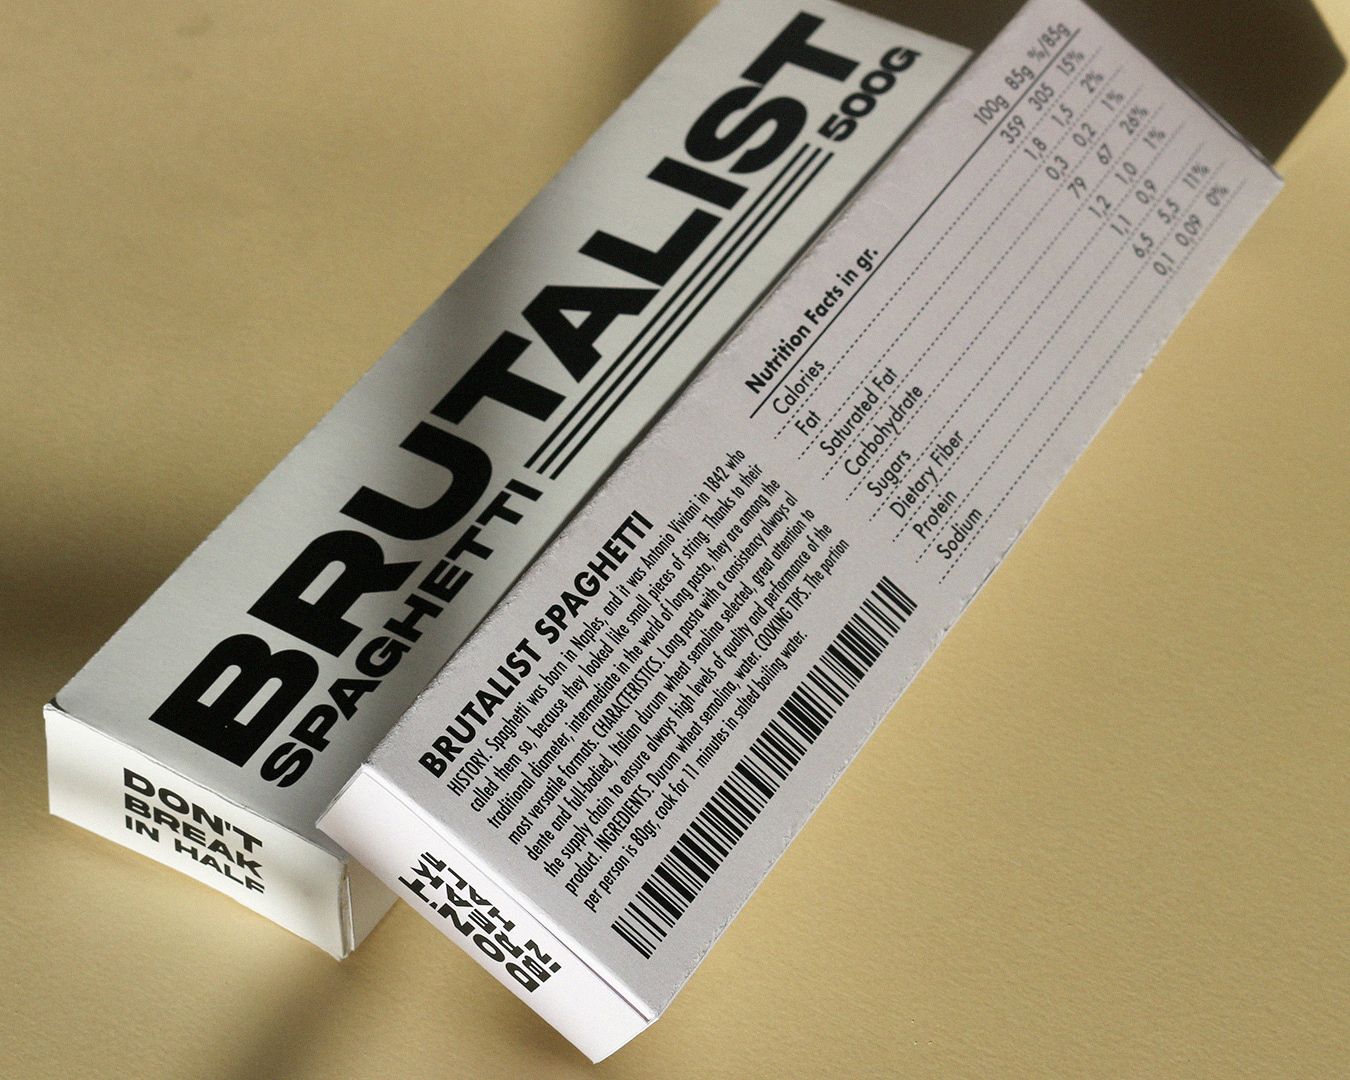 BRUTALIST
SPAGHETTI 500G
DON'T
BREAK
IN HALF
BRUTALIST SPAGHETTI
HISTORY. Spaghetti was born in Naples, and it was Antonio Viviani in 1842 who
called them so, because they looked like small pieces of string. Thanks to their
traditional diameter, intermediate in the world of long pasta, they are among the
most versatile formats. CHARACTERISTICS. Long pasta with a consistency always al
dente and full-bodied, Italian durum wheat semolina selected, great attention to
the supply chain to ensure always high levels of quality and performance of the
product. INGREDIENTS. Durum wheat semolina, water. COOKING TIPS. The portion
per person is 80gr, cook for 11 minutes in salted boiling water.
Nutrition Facts in gr. 100g 85g %/85g
Calories 359 305 15%
Fat 1,8 1,5 2%
Saturated Fat 0,3 0,2 1%
Carbohydrate 79 67 26%
Sugars 1,2 1,0 1%
Dietary Fiber 1,1 0,9
Protein 6,5 5,5 11%
Sodium 0,1 0,09 0%
DON'T
BREAK
IN HALF